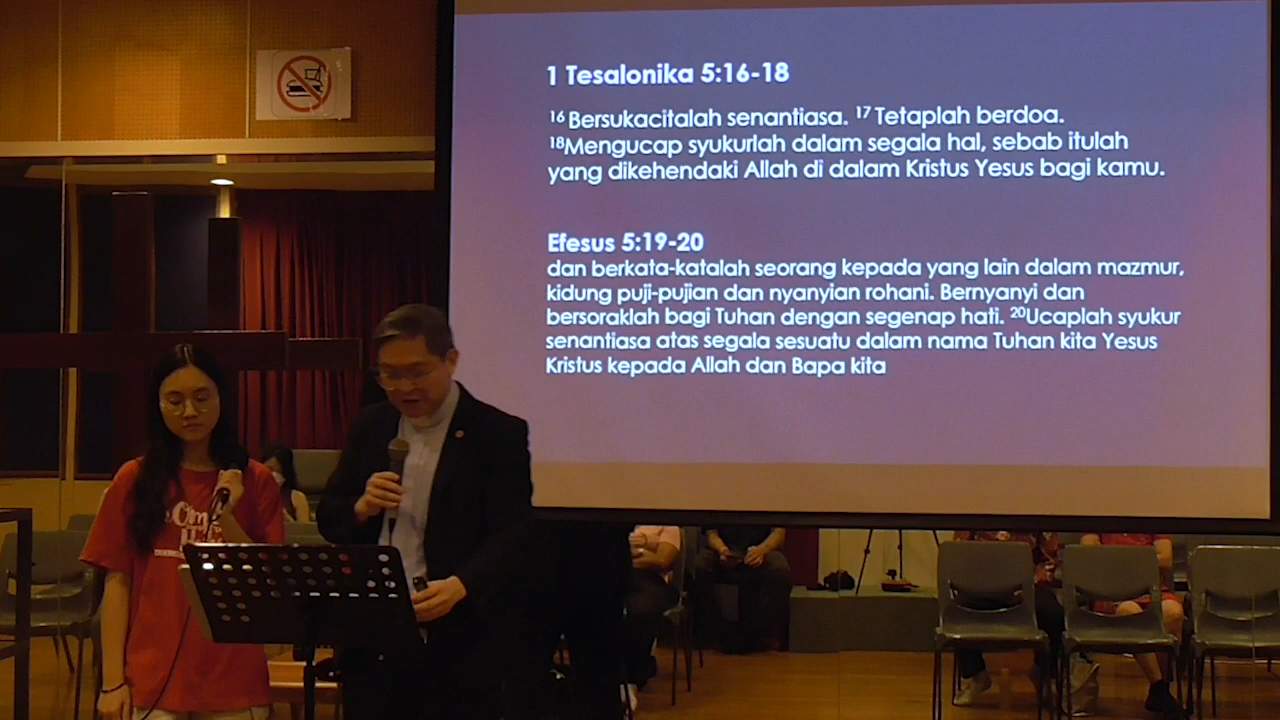 1 Tesalonika 5:16-18
¹⁶ Bersukacitalah senantiasa. ¹⁷ Tetaplah berdoa.
¹⁸Mengucap syukurlah dalam segala hal, sebab itulah
yang dikehendaki Allah di dalam Kristus Yesus bagi kamu.
Efesus 5:19-20
dan berkata-katalah seorang kepada yang lain dalam mazmur,
kidung puji-pujian dan nyanyian rohani. Bernyanyi dan
bersoraklah bagi Tuhan dengan segenap hati. ²⁰Ucaplah syukur
senantiasa atas segala sesuatu dalam nama Tuhan kita Yesus
Kristus kepada Allah dan Bapa kita